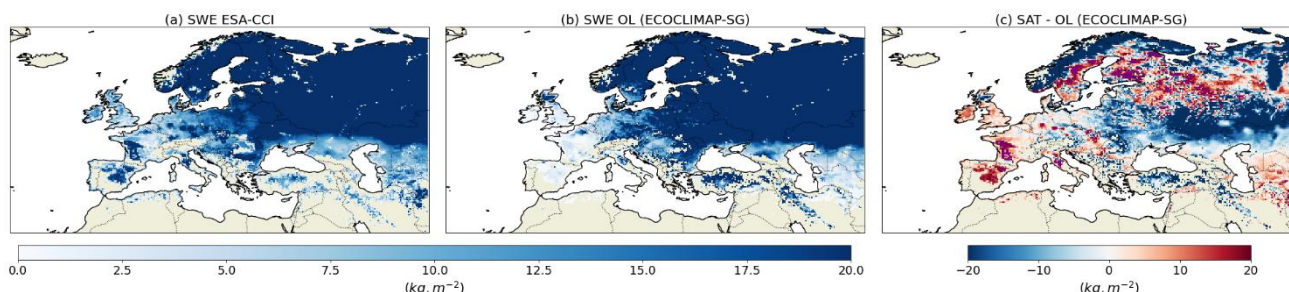 (a) SWE ESA-CCI
(b) SWE OL (ECOCLIMAP-SG)
(c) SAT - OL (ECOCLIMAP-SG)
0.0 2.5 5.0 7.5 10.0 12.5 15.0 17.5 20.0
(kg. m⁻²)
−20 −10 0 10 20
(kg. m⁻²)